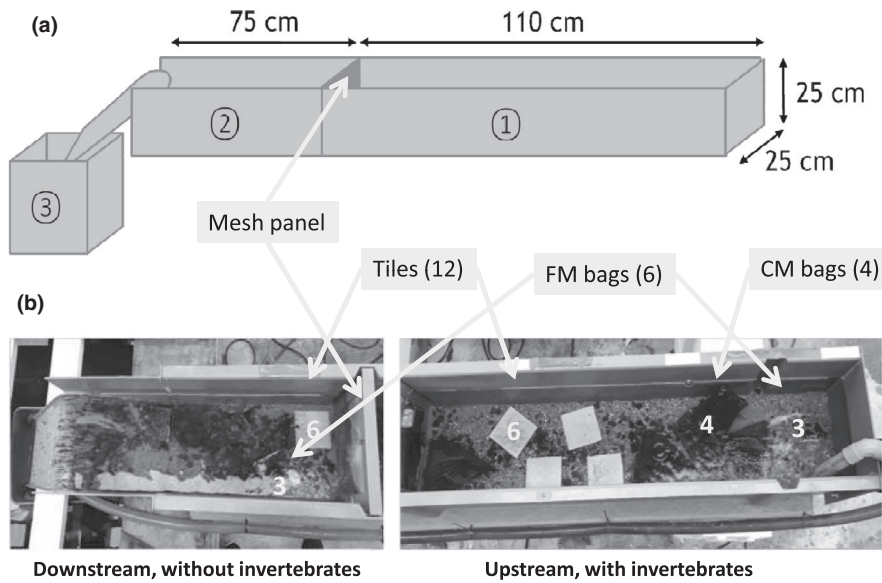 (a)
75 cm
110 cm
25 cm
25 cm
2
1
3
Mesh panel
Tiles (12)
FM bags (6)
CM bags (4)
(b)
6
3
6
4
3
Downstream, without invertebrates
Upstream, with invertebrates